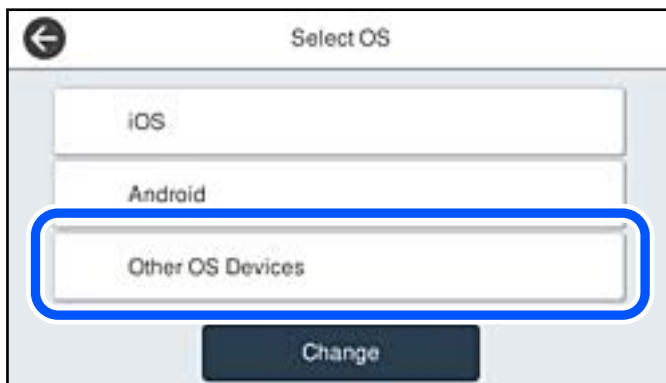 Select OS
iOS
Android
Other OS Devices
Change